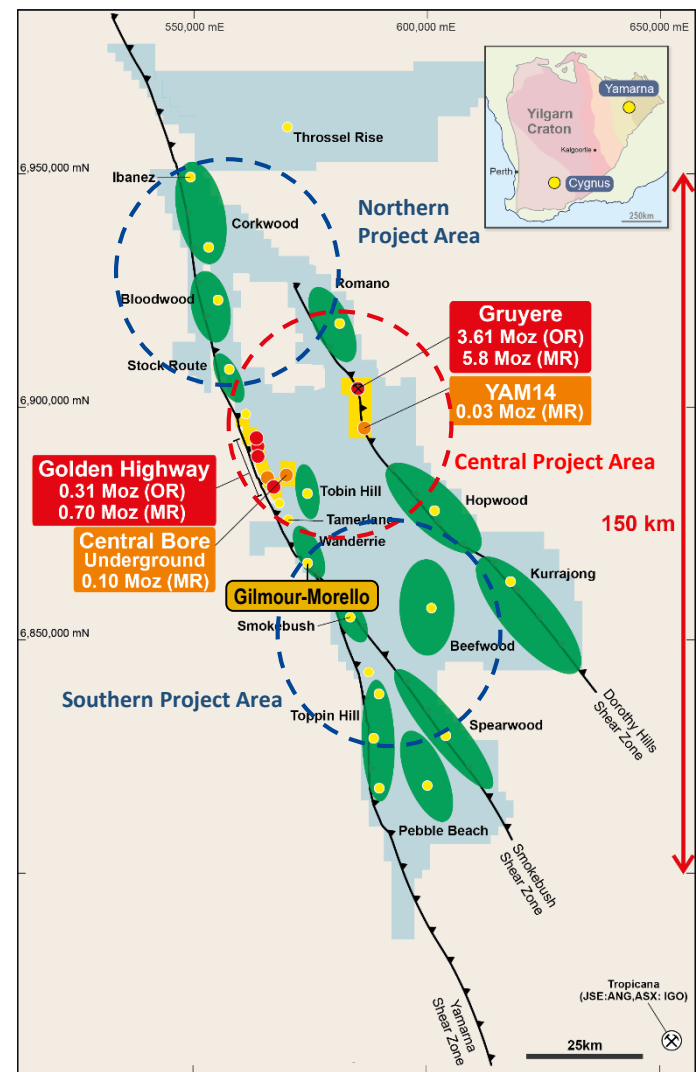 550,000 mE
600,000 mE
650,000 mE
Yamarna
Yilgarn
Craton
Kalgoorlie
Perth
Cygnus
250km
Throssel Rise
6,950,000 mN
Ibanez
Corkwood
Northern
Project Area
Bloodwood
Romano
Stock Route
Gruyere
3.61 Moz (OR)
5.8 Moz (MR)
YAM14
0.03 Moz (MR)
6,900,000 mN
Central Project Area
Golden Highway
0.31 Moz (OR)
0.70 Moz (MR)
Tobin Hill
Hopwood
Tamerlane
150 km
Central Bore
Underground
0.10 Moz (MR)
Wanderrie
Kurrajong
Gilmour-Morello
Smokebush
6,850,000 mN
Beefwood
Southern Project Area
Toppin Hill
Spearwood
Dorothy Hills
Shear Zone
Pebble Beach
Smokebush
Shear Zone
Yamarna
Shear Zone
Tropicana
(JSE:ANG,ASX: IGO)
25km